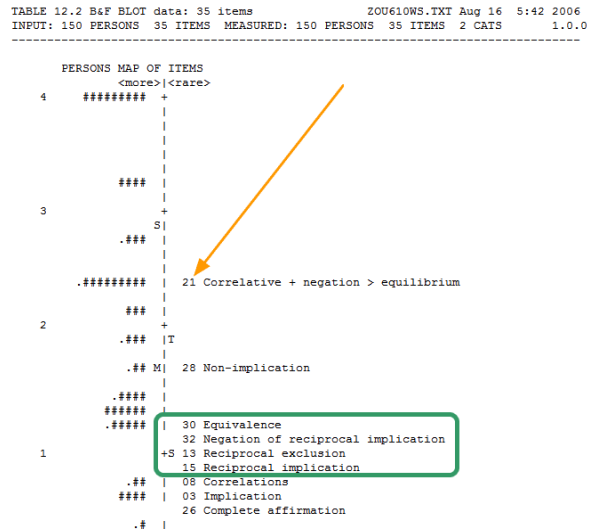 TABLE 12.2 B&F BLOT data: 35 items ZOU610WS.TXT Aug 16 5:42 2006
INPUT: 150 PERSONS 35 ITEMS MEASURED: 150 PERSONS 35 ITEMS 2 CATS 1.0.0
--------------------------------------------------------------------------------
PERSONS MAP OF ITEMS
<more>|<rare>
4 ######### +
|
|
|
|
|
#### |
|
3 +
S|
.### |
|
|
.######### | 21 Correlative + negation > equilibrium
|
### |
2 +
.### |T
|
.## M| 28 Non-implication
|
.#### |
###### |
.##### | 30 Equivalence
32 Negation of reciprocal implication
1 +S 13 Reciprocal exclusion
15 Reciprocal implication
.## | 08 Correlations
#### | 03 Implication
26 Complete affirmation
.# |